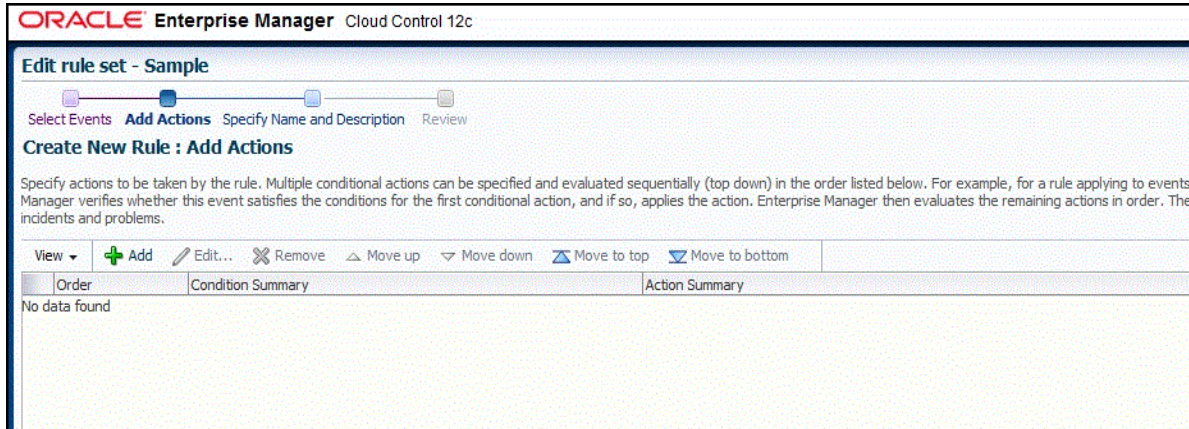 ORACLE Enterprise Manager Cloud Control 12c
Edit rule set - Sample
Select Events Add Actions Specify Name and Description Review
Create New Rule : Add Actions
Specify actions to be taken by the rule. Multiple conditional actions can be specified and evaluated sequentially (top down) in the order listed below. For example, for a rule applying to events
Manager verifies whether this event satisfies the conditions for the first conditional action, and if so, applies the action. Enterprise Manager then evaluates the remaining actions in order. The
incidents and problems.
View Add Edit... Remove Move up Move down Move to top Move to bottom
Order Condition Summary Action Summary
No data found